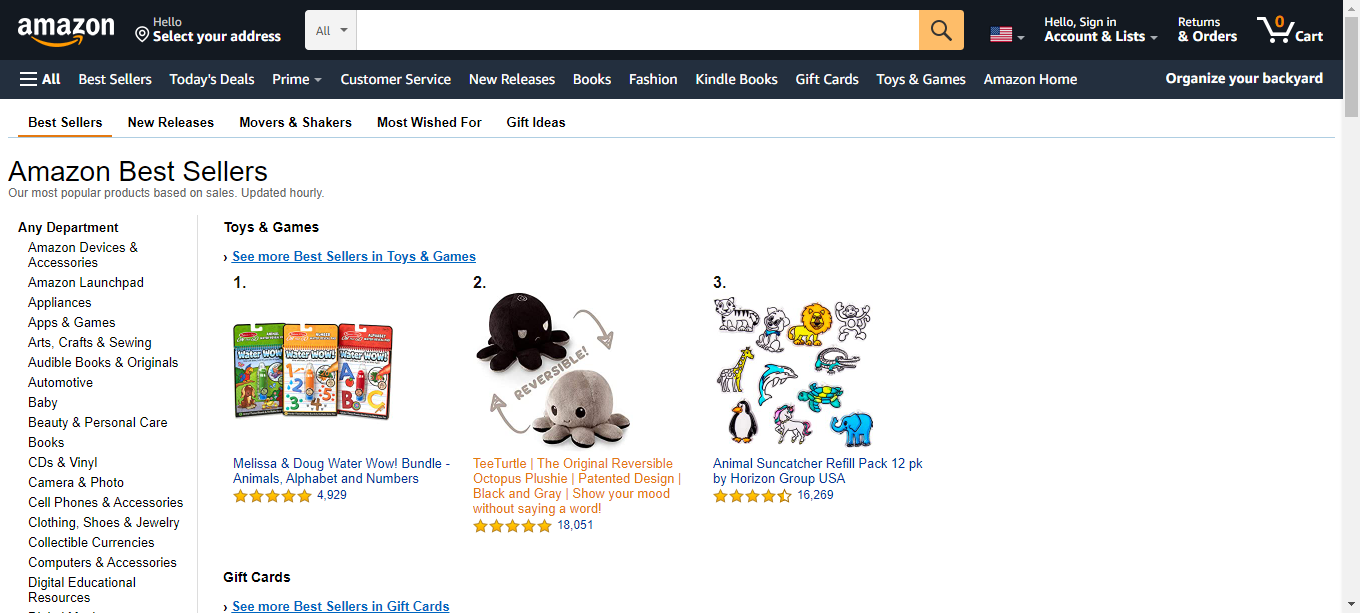 amazon
Hello
Select your address
All
Hello, Sign in
Account & Lists
Returns
& Orders
0
Cart
All
Best Sellers
Today's Deals
Prime
Customer Service
New Releases
Books
Fashion
Kindle Books
Gift Cards
Toys & Games
Amazon Home
Organize your backyard
Best Sellers
New Releases
Movers & Shakers
Most Wished For
Gift Ideas
Amazon Best Sellers
Our most popular products based on sales. Updated hourly.
Any Department
Amazon Devices &
Accessories
Amazon Launchpad
Appliances
Apps & Games
Arts, Crafts & Sewing
Audible Books & Originals
Automotive
Baby
Beauty & Personal Care
Books
CDs & Vinyl
Camera & Photo
Cell Phones & Accessories
Clothing, Shoes & Jewelry
Collectible Currencies
Computers & Accessories
Digital Educational
Resources
Toys & Games
› See more Best Sellers in Toys & Games
1.
Water WOW!
Water WOW!
Water WOW!
Melissa & Doug Water Wow! Bundle -
Animals, Alphabet and Numbers
4,929
2.
REVERSIBLE!
TeeTurtle | The Original Reversible
Octopus Plushie | Patented Design |
Black and Gray | Show your mood
without saying a word!
18,051
3.
Animal Suncatcher Refill Pack 12 pk
by Horizon Group USA
16,269
Gift Cards
› See more Best Sellers in Gift Cards